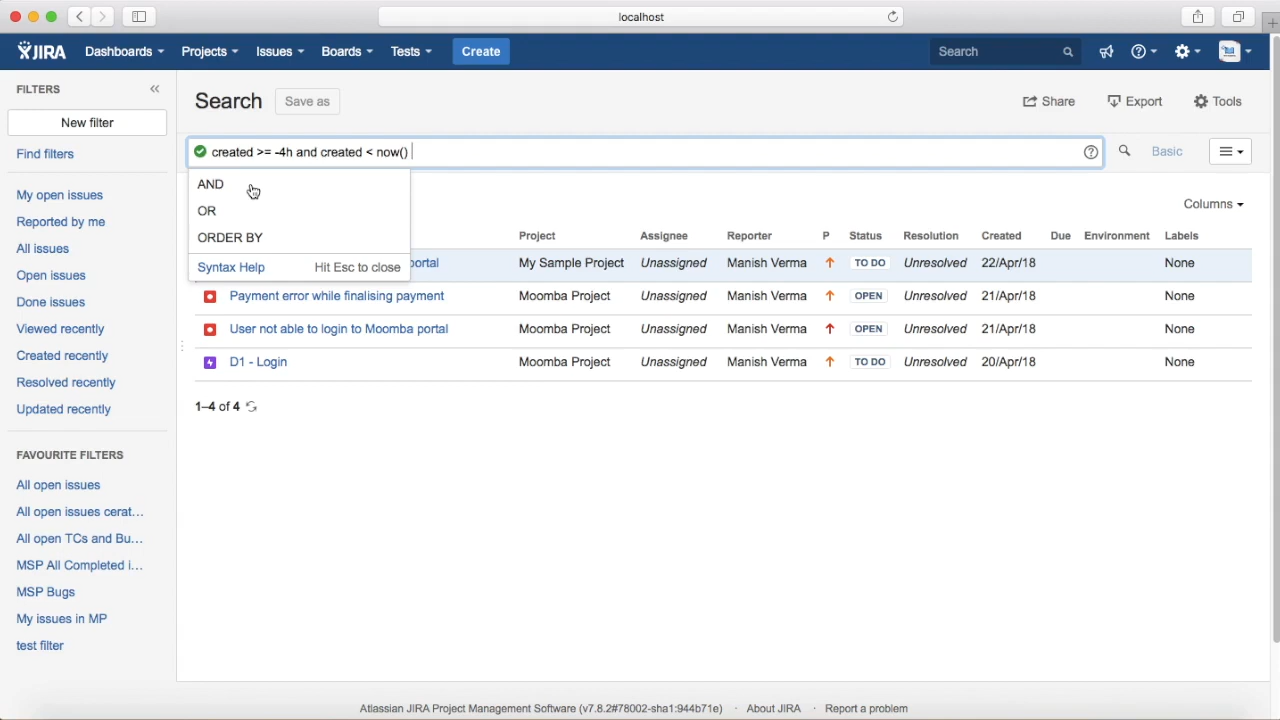 localhost
JIRA
Dashboards
Projects
Issues
Boards
Tests
Create
Search
FILTERS
New filter
Find filters
My open issues
Reported by me
All issues
Open issues
Done issues
Viewed recently
Created recently
Resolved recently
Updated recently
FAVOURITE FILTERS
All open issues
All open issues cerat...
All open TCs and Bu...
MSP All Completed i...
MSP Bugs
My issues in MP
test filter
Search
Save as
Share
Export
Tools
created >= -4h and created < now()
Basic
AND
OR
ORDER BY
Syntax Help Hit Esc to close
Columns
Project Assignee Reporter P Status Resolution Created Due Environment Labels
ortal My Sample Project Unassigned Manish Verma TO DO Unresolved 22/Apr/18 None
Payment error while finalising payment Moomba Project Unassigned Manish Verma OPEN Unresolved 21/Apr/18 None
User not able to login to Moomba portal Moomba Project Unassigned Manish Verma OPEN Unresolved 21/Apr/18 None
D1 - Login Moomba Project Unassigned Manish Verma TO DO Unresolved 20/Apr/18 None
1–4 of 4
Atlassian JIRA Project Management Software (v7.8.2#78002-sha1:944b71e) · About JIRA · Report a problem